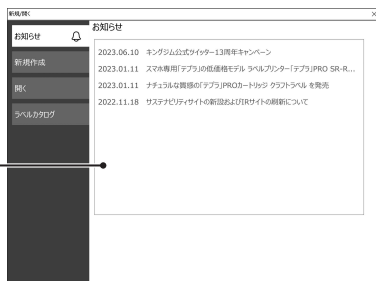 新規/開く
お知らせ
新規作成
開く
ラベルカタログ
お知らせ
2023.06.10 キングジム公式ツイッター13周年キャンペーン
2023.01.11 スマホ専用「テプラ」の低価格モデル ラベルプリンター「テプラ」PRO SR-R...
2023.01.11 ナチュラルな質感の「テプラ」PROカートリッジ クラフトラベル を発売
2022.11.18 サステナビリティサイトの新設およびIRサイトの刷新について